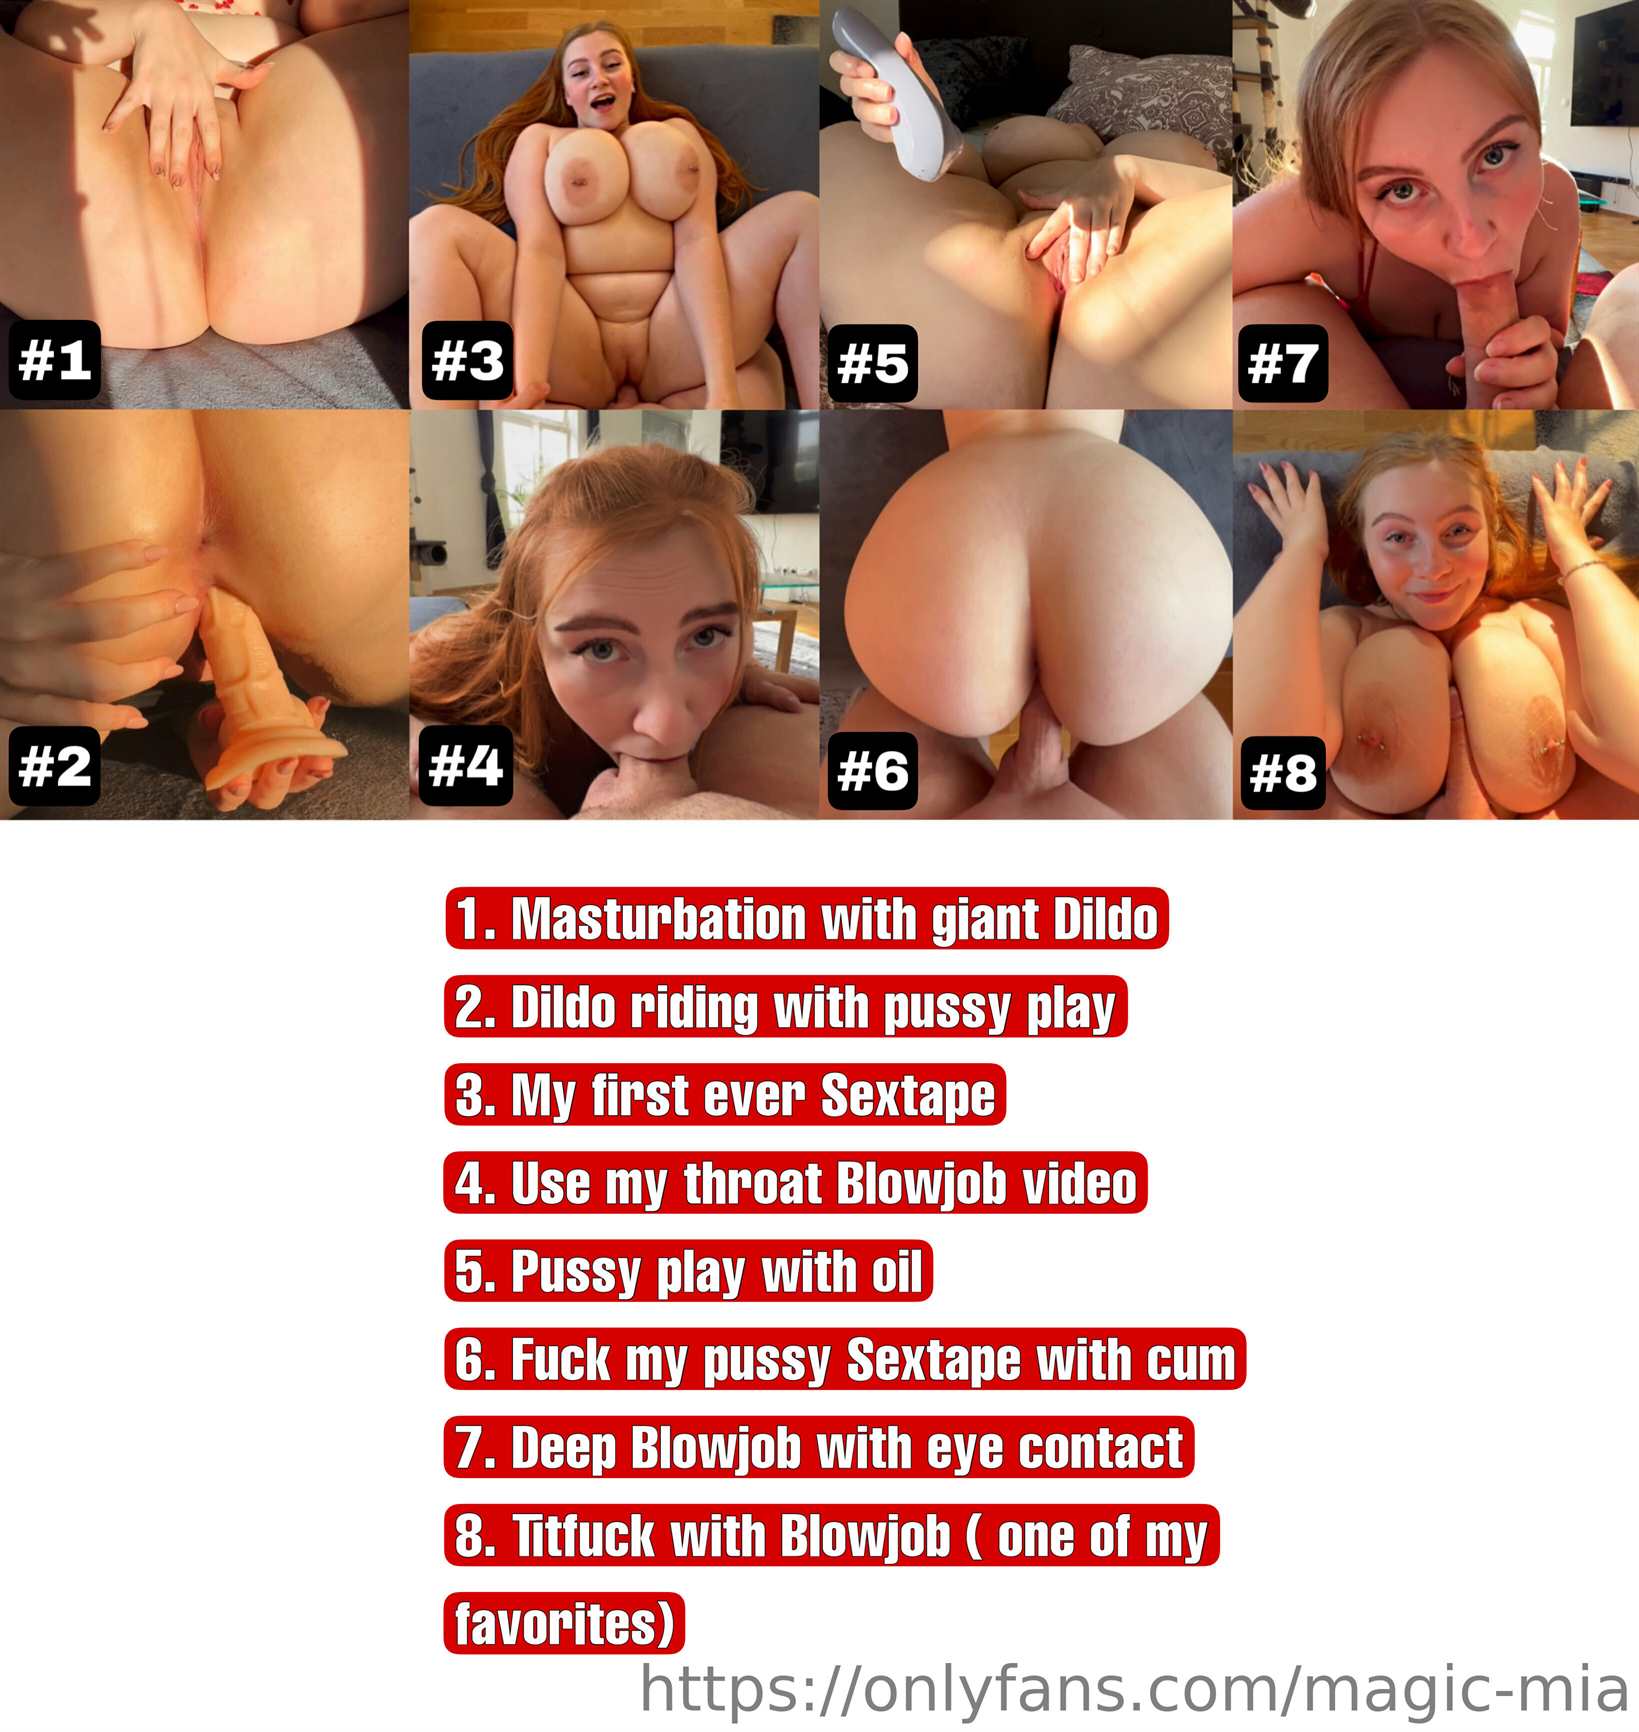 #1
#3
#5
#7
#2
#4
#6
#8
1. Masturbation with giant Dildo
2. Dildo riding with pussy play
3. My first ever Sextape
4. Use my throat Blowjob video
5. Pussy play with oil
6. Fuck my pussy Sextape with cum
7. Deep Blowjob with eye contact
8. Titfuck with Blowjob ( one of my
favorites)
https://onlyfans.com/magic-mia